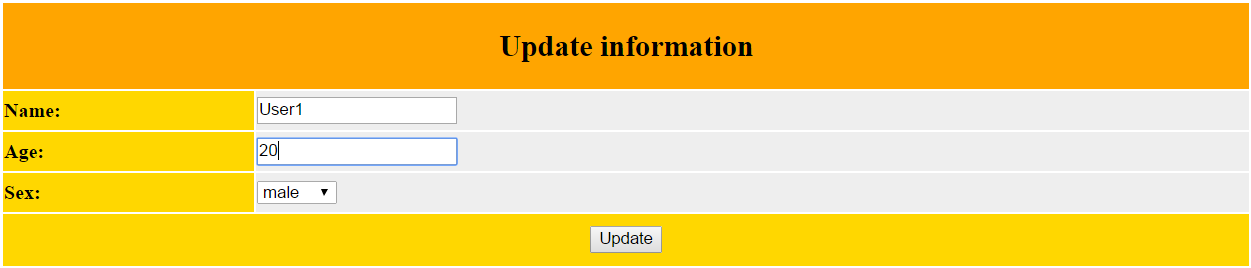 Update information
Name: User1
Age: 20
Sex: male
Update